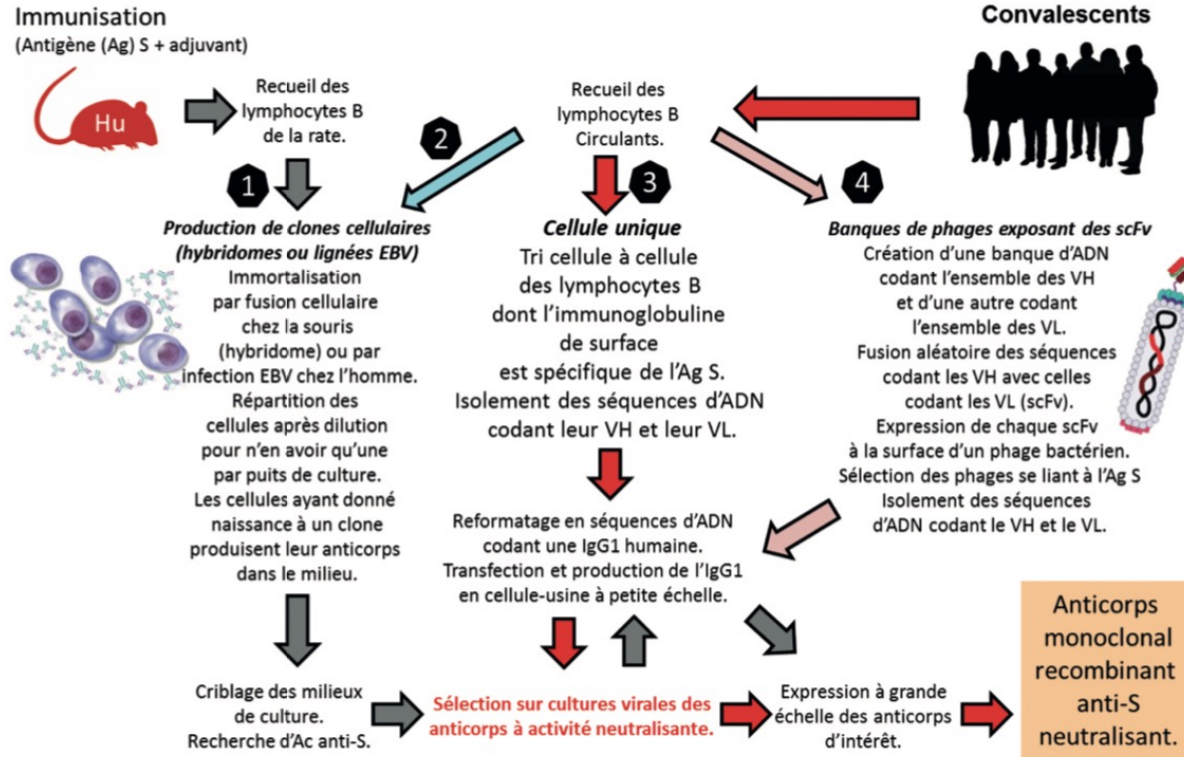 Immunisation
(Antigène (Ag) S + adjuvant)
Hu
Recueil des
lymphocytes B
de la rate.
Recueil des
lymphocytes B
Circulants.
Convalescents
1
2
3
4
Production de clones cellulaires
(hybridomes ou lignées EBV)
Immortalisation
par fusion cellulaire
chez la souris
(hybridome) ou par
infection EBV chez l'homme.
Répartition des
cellules après dilution
pour n'en avoir qu'une
par puits de culture.
Les cellules ayant donné
naissance à un clone
produisent leur anticorps
dans le milieu.
Cellule unique
Tri cellule à cellule
des lymphocytes B
dont l'immunoglobuline
de surface
est spécifique de l'Ag S.
Isolement des séquences d'ADN
codant leur VH et leur VL.
Banques de phages exposant des scFv
Création d'une banque d'ADN
codant l'ensemble des VH
et d'une autre codant
l'ensemble des VL.
Fusion aléatoire des séquences
codant les VH avec celles
codant les VL (scFv).
Expression de chaque scFv
à la surface d'un phage bactérien.
Sélection des phages se liant à l'Ag S
Isolement des séquences
d'ADN codant le VH et le VL.
Reformatage en séquences d'ADN
codant une IgG1 humaine.
Transfection et production de l'IgG1
en cellule-usine à petite échelle.
Criblage des milieux
de culture.
Recherche d'Ac anti-S.
Sélection sur cultures virales des
anticorps à activité neutralisante.
Expression à grande
échelle des anticorps
d'intérêt.
Anticorps
monoclonal
recombinant
anti-S
neutralisant.